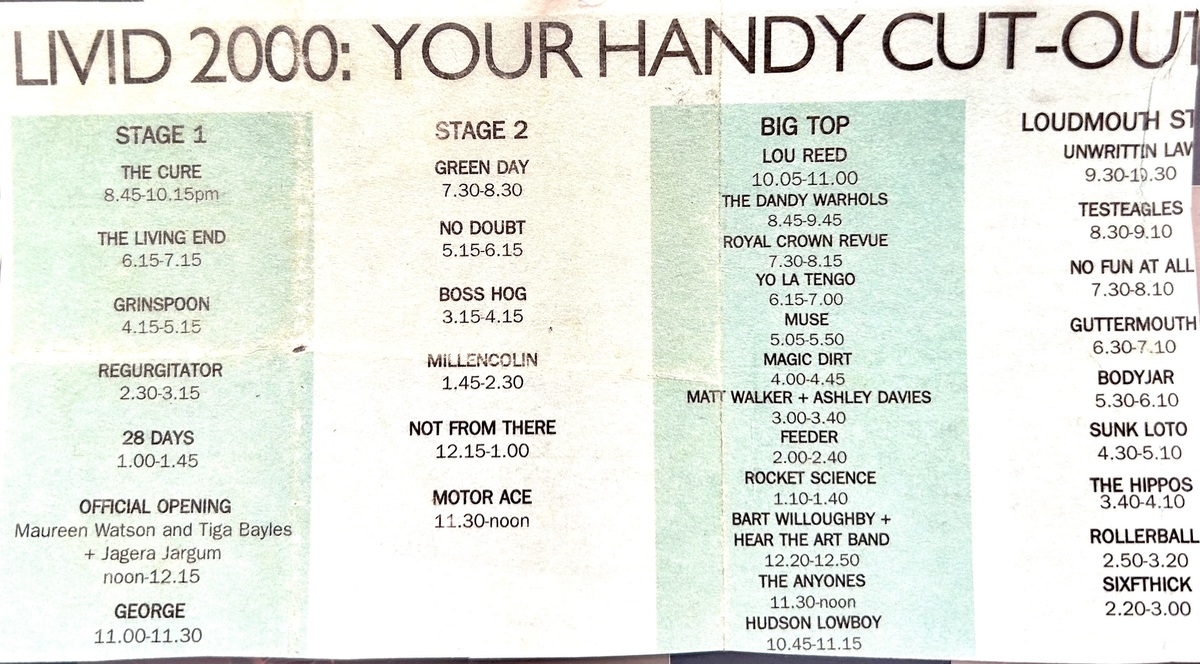 LIVID 2000: YOUR HANDY CUT-OUT
STAGE 1
THE CURE
8.45-10.15pm
THE LIVING END
6.15-7.15
GRINSPOON
4.15-5.15
REGURGITATOR
2.30-3.15
28 DAYS
1.00-1.45
OFFICIAL OPENING
Maureen Watson and Tiga Bayles
+ Jagera Jargum
noon-12.15
GEORGE
11.00-11.30
STAGE 2
GREEN DAY
7.30-8.30
NO DOUBT
5.15-6.15
BOSS HOG
3.15-4.15
MILLENCOLIN
1.45-2.30
NOT FROM THERE
12.15-1.00
MOTOR ACE
11.30-noon
BIG TOP
LOU REED
10.05-11.00
THE DANDY WARHOLS
8.45-9.45
ROYAL CROWN REVUE
7.30-8.15
YO LA TENGO
6.15-7.00
MUSE
5.05-5.50
MAGIC DIRT
4.00-4.45
MATT WALKER + ASHLEY DAVIES
3.00-3.40
FEEDER
2.00-2.40
ROCKET SCIENCE
1.10-1.40
BART WILLOUGHBY +
HEAR THE ART BAND
12.20-12.50
THE ANYONES
11.30-noon
HUDSON LOWBOY
10.45-11.15
LOUDMOUTH ST
UNWRITTIN LAV
9.30-10.30
TESTEAGLES
8.30-9.10
NO FUN AT ALL
7.30-8.10
GUTTERMOUTH
6.30-7.10
BODYJAR
5.30-6.10
SUNK LOTO
4.30-5.10
THE HIPPOS
3.40-4.10
ROLLERBALL
2.50-3.20
SIXFTHICK
2.20-3.00